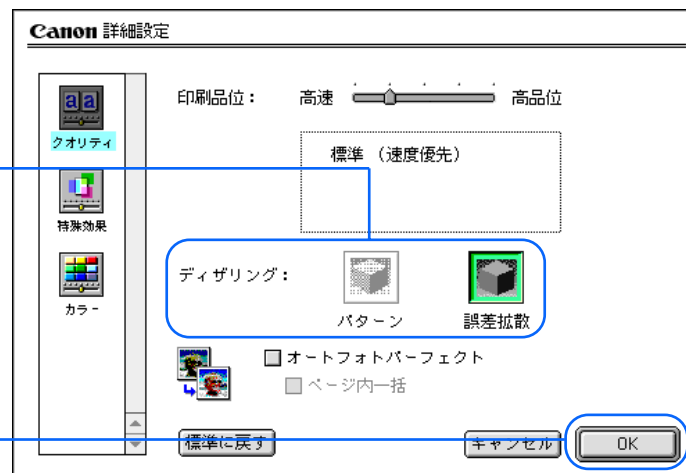 Canon 詳細設定
印刷品位： 高速 高品位
クオリティ
標準 （速度優先）
特殊効果
ディザリング：
カラー
パターン 誤差拡散
オートフォトパーフェクト
ページ内一括
標準に戻す キャンセル OK